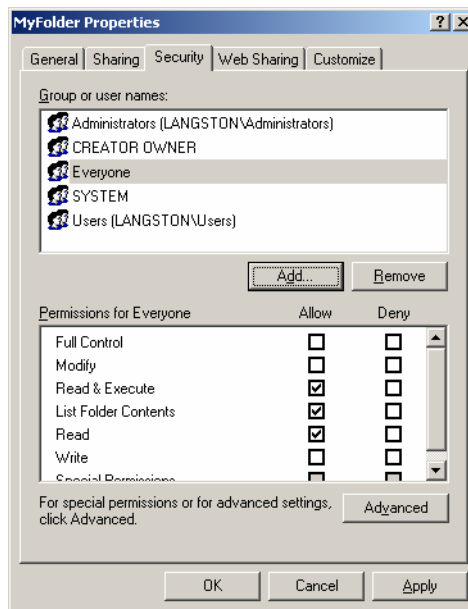 MyFolder Properties
General Sharing Security Web Sharing Customize
Group or user names:
Administrators (LANGSTON\Administrators)
CREATOR OWNER
Everyone
SYSTEM
Users (LANGSTON\Users)
Add... Remove
Permissions for Everyone Allow Deny
Full Control
Modify
Read & Execute
List Folder Contents
Read
Write
Special Permissions
For special permissions or for advanced settings, Advanced
click Advanced.
OK Cancel Apply